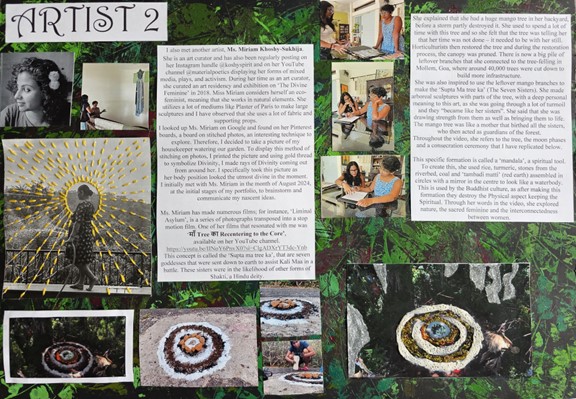 ARTIST 2
I also met another artist, Ms. Miriam Khoshy-Sukhija.
She is an art curator and has also been regularly posting on
her Instagram handle @koshygrett and on her YouTube
channel @materialpoetics displaying her forms of mixed
media, plays, and activism. During her time as an art curator,
she curated an art residency and exhibition on 'The Divine
Feminine' in 2018. Miss Miriam considers herself an eco-
feminist, meaning that she works in natural elements. She
utilizes a lot of mediums like Plaster of Paris to make large
sculptures and I have observed that she uses a lot of fabric and
supporting props.
I looked up Ms. Miriam on Google and found on her Pinterest
boards, a board on stitched photos, an interesting technique
to explore. Therefore, I decided to take a picture of my
housekeeper watering our garden. To display this method of
stitching on photos, I printed the picture and using gold thread
to symbolize Divinity, I made rays of Divinity coming out
from around her. I specifically took this picture as
her body position looked the utmost divine in the moment.
I initially met with Ms. Miriam in the month of August 2024,
at the initial stages of my portfolio, to brainstorm and
communicate my nascent ideas.
Ms. Miriam has made numerous films; for instance, 'Liminal
Asylum', is a series of photographs transposed into a stop
motion film. One of her films that resonated with me was
'माँ Tree का Recentering to the Core',
available on her YouTube channel.
This concept is called the 'Supta ma tree ka', that are seven
goddesses that were sent down to earth to assist Kali Maa in a
battle. These sisters were in the likelihood of other forms of
Shakti, a Hindu deity.
She explained that she had a huge mango tree in her backyard,
before a storm partly destroyed it. She used to spend a lot of
time with this tree and so she felt that the tree was telling her
that her time was not done – it needed to be with her still.
Horticulturists then restored the tree and during the restoration
process, the canopy was pruned. There is now a big pile of
leftover branches that she connected to the tree-felling in
Mollem, Goa, where around 40,000 trees were cut down to
build more infrastructure.
She was also inspired to use the leftover mango branches to
make the 'Supta Ma tree ka' (The Seven Sisters). She made
arboreal sculptures with parts of the tree, with a deep personal
meaning to this art, as she was going through a lot of turmoil
and they "became like her sisters". She said that she was
drawing strength from them as well as bringing them to life.
The mango tree was like a mother that birthed all the sisters,
who then acted as guardians of the forest.
Throughout the video, she refers to the tree, the moon phases
and a consecration ceremony that I have replicated below.
This specific formation is called a 'mandala', a spiritual tool.
To create this, she used rice, turmeric, stones from the
riverbed, coal and 'tambadi matti' (red earth) assembled in
circles with a mirror in the centre to look like a waterbody.
This is used by the Buddhist culture, as after making this
formation they destroy the Physical aspect keeping the
Spiritual. Through her words in the video, she explored
nature, the sacred feminine and the interconnectedness
between women.